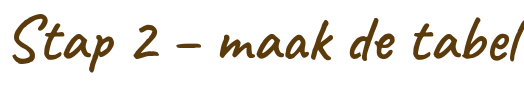 Stap 2 – maak de tabel